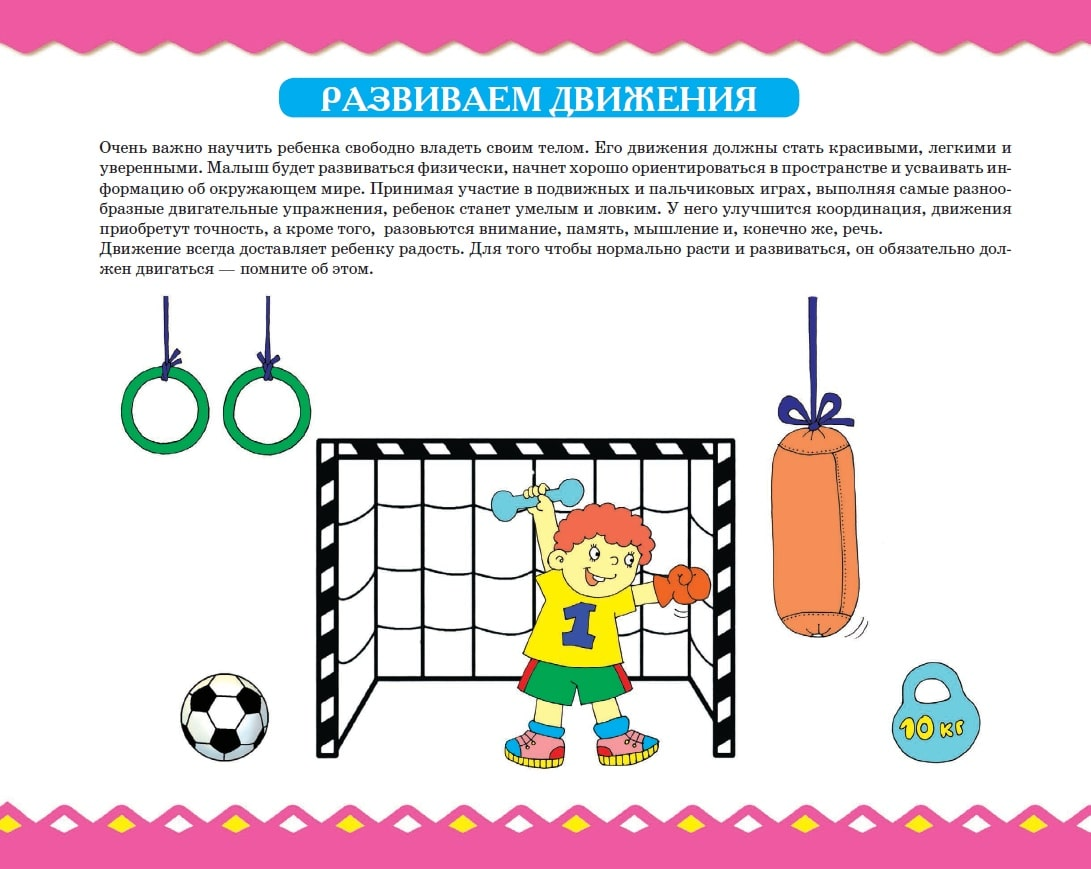 РАЗВИВАЕМ ДВИЖЕНИЯ
Очень важно научить ребенка свободно владеть своим телом. Его движения должны стать красивыми, легкими и
уверенными. Малыш будет развиваться физически, начнет хорошо ориентироваться в пространстве и усваивать ин-
формацию об окружающем мире. Принимая участие в подвижных и пальчиковых играх, выполняя самые разно-
образные двигательные упражнения, ребенок станет умелым и ловким. У него улучшится координация, движения
приобретут точность, а кроме того, разовьются внимание, память, мышление и, конечно же, речь.
Движение всегда доставляет ребенку радость. Для того чтобы нормально расти и развиваться, он обязательно дол-
жен двигаться — помните об этом.
1
10 кг